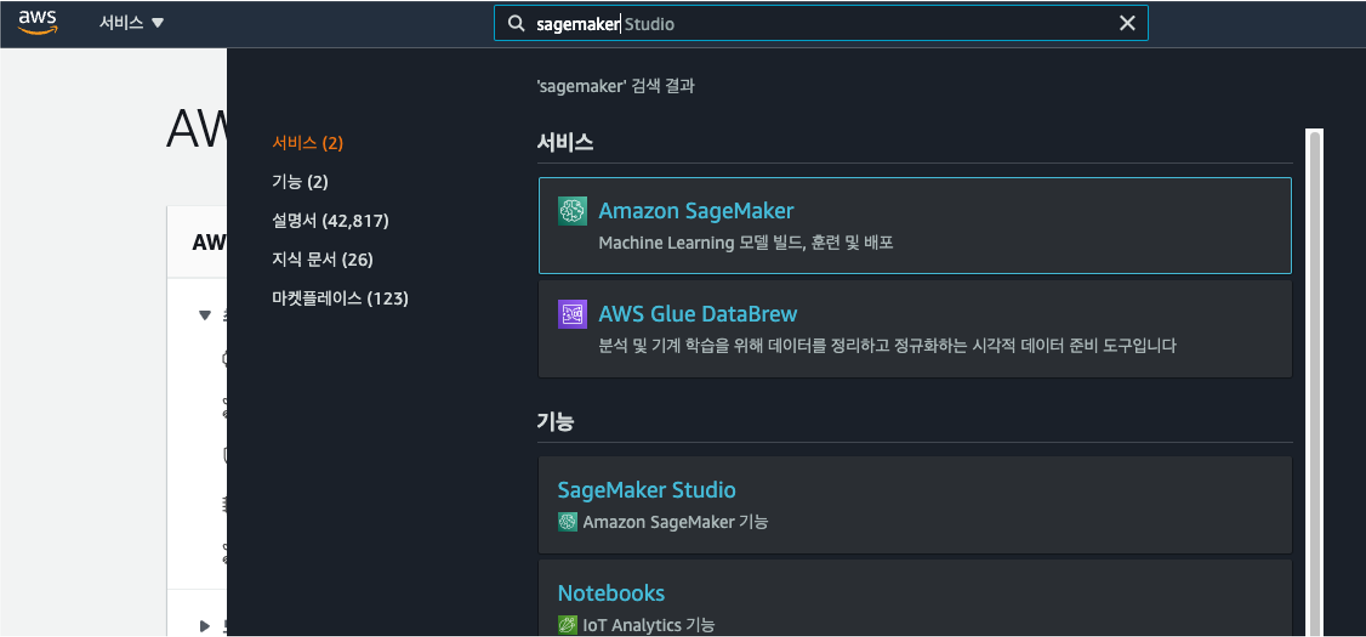 aws 서비스 ▼ sagemaker Studio
'sagemaker' 검색 결과
AW
AW
서비스 (2)
기능 (2)
설명서 (42,817)
지식 문서 (26)
마켓플레이스 (123)
서비스
Amazon SageMaker
Machine Learning 모델 빌드, 훈련 및 배포
AWS Glue DataBrew
분석 및 기계 학습을 위해 데이터를 정리하고 정규화하는 시각적 데이터 준비 도구입니다
기능
SageMaker Studio
Amazon SageMaker 기능
Notebooks
IoT Analytics 기능